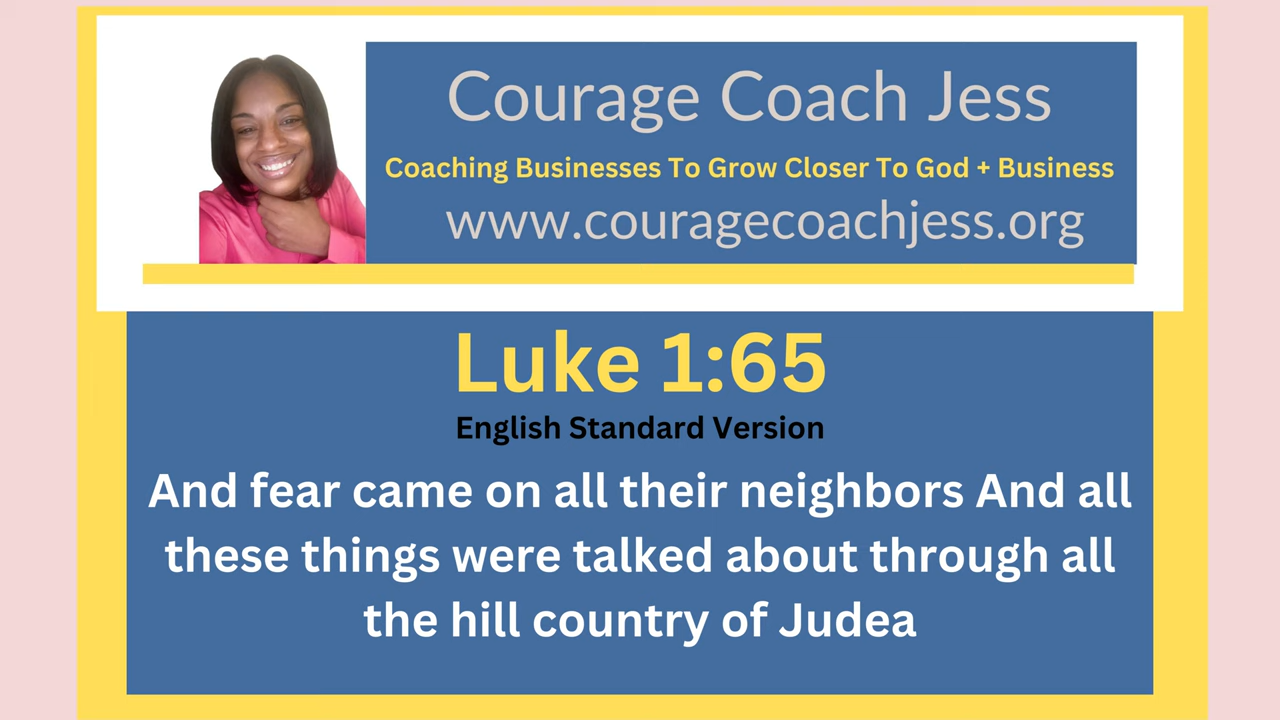 Courage Coach Jess
Coaching Businesses To Grow Closer To God + Business
www.couragecoachjess.org
Luke 1:65
English Standard Version
And fear came on all their neighbors And all
these things were talked about through all
the hill country of Judea